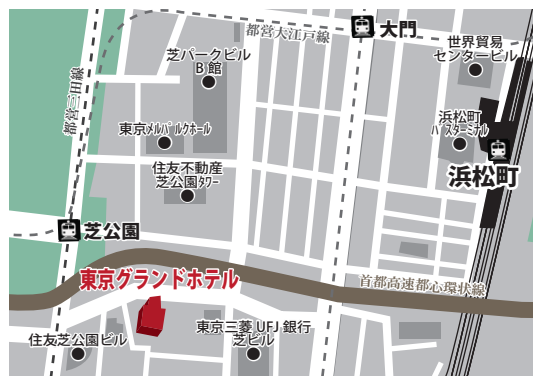 都営大江戸線
大門
世界貿易
センタービル
芝パークビル
B館
都営三田線
浜松町
バスターミナル
東京メルパルクホール
浜松町
住友不動産
芝公園タワー
芝公園
東京グランドホテル
首都高速都心環状線
東京三菱UFJ銀行
芝ビル
住友芝公園ビル